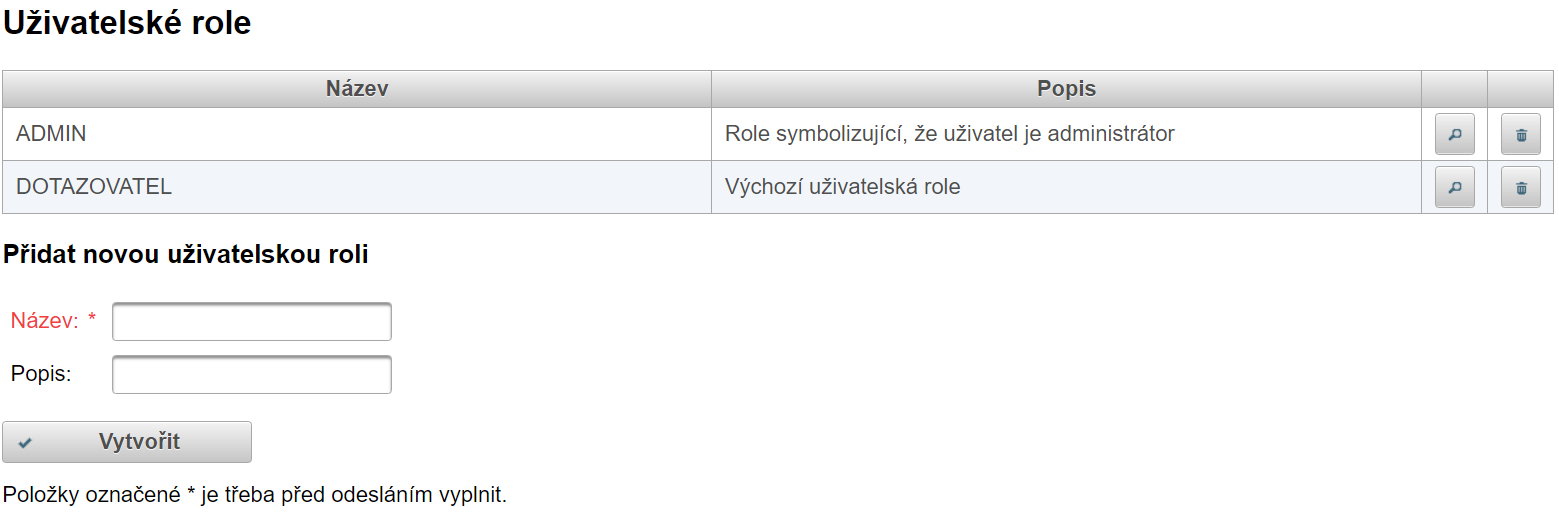 Uživatelské role
Název Popis
ADMIN Role symbolizující, že uživatel je administrátor
DOTAZOVATEL Výchozí uživatelská role
Přidat novou uživatelskou roli
Název: *
Popis:
Vytvořit
Položky označené * je třeba před odesláním vyplnit.